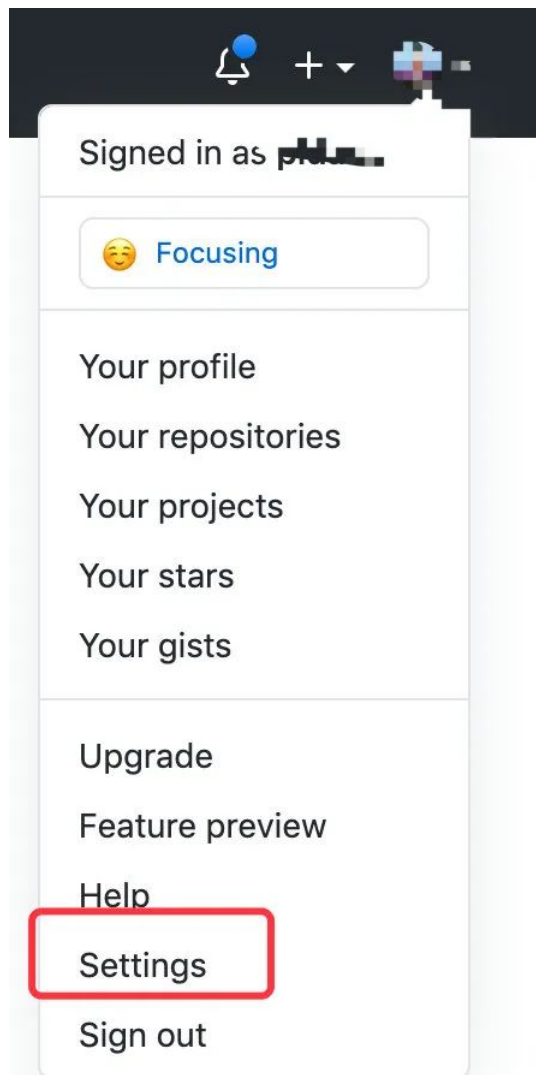 Signed in as
Focusing
Your profile
Your repositories
Your projects
Your stars
Your gists
Upgrade
Feature preview
Help
Settings
Sign out